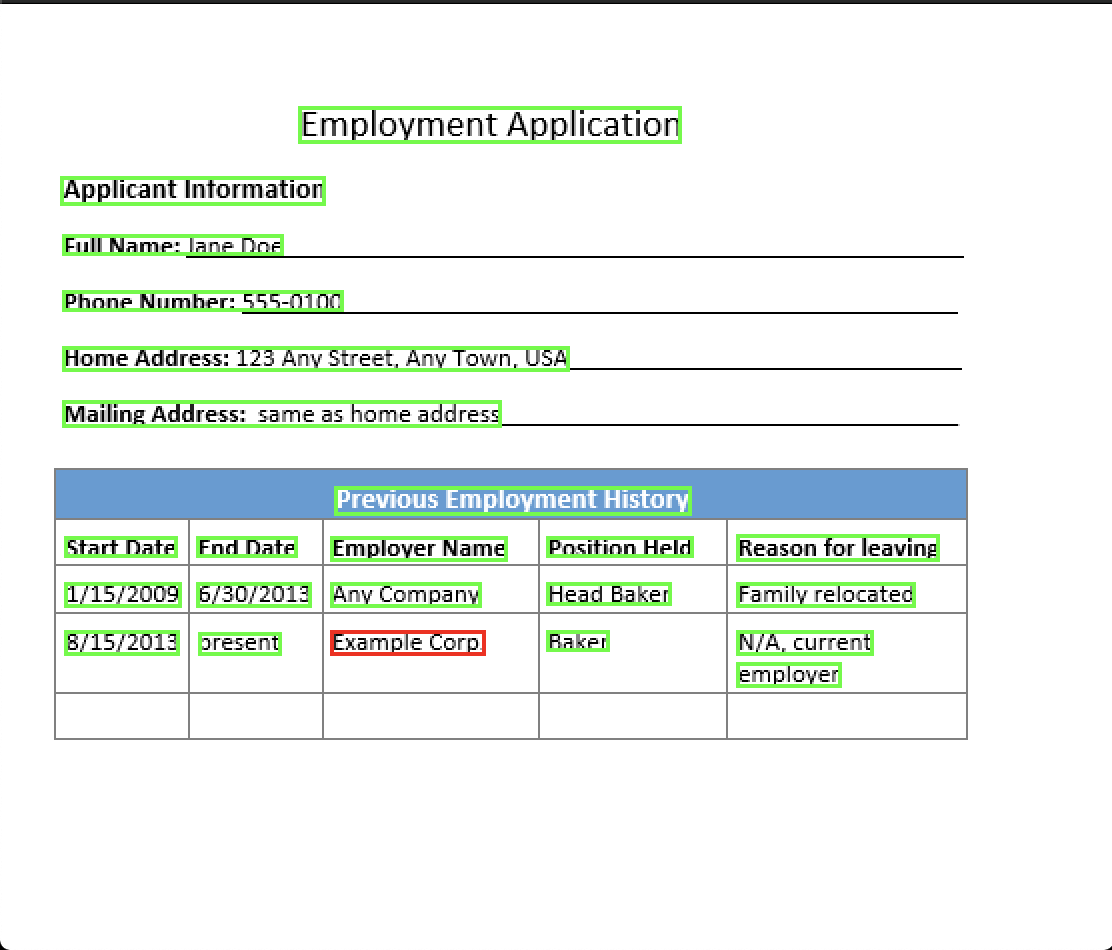 Employment Application
Applicant Information
Full Name: Jane Doe
Phone Number: 555-0100
Home Address: 123 Any Street, Any Town, USA
Mailing Address: same as home address
Previous Employment History
Start Date End Date Employer Name Position Held Reason for leaving
1/15/2009 6/30/2013 Any Company Head Baker Family relocated
8/15/2013 present Example Corp. Baker N/A, current
employer